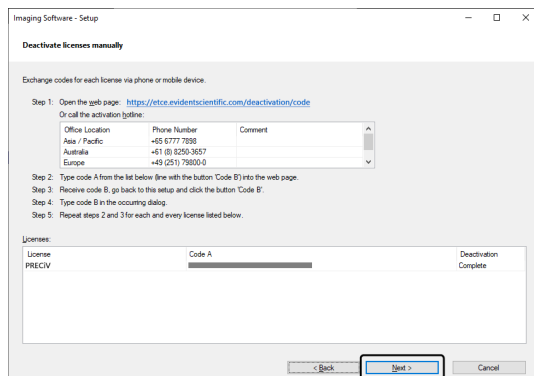 Imaging Software - Setup
Deactivate licenses manually
Exchange codes for each license via phone or mobile device.
Step 1: Open the web page: https://etce.evidentscientific.com/deactivation/code
Or call the activation hotline:
Office Location Phone Number Comment
Asia / Pacific +65 6777 7898
Australia +61 (8) 8250-3657
Europe +49 (251) 79800-0
Step 2: Type code A from the list below (line with the button 'Code B') into the web page.
Step 3: Receive code B, go back to this setup and click the button 'Code B'.
Step 4: Type code B in the occurring dialog.
Step 5: Repeat steps 2 and 3 for each and every license listed below.
Licenses:
License Code A Deactivation
PRECiV Complete
< Back Next > Cancel